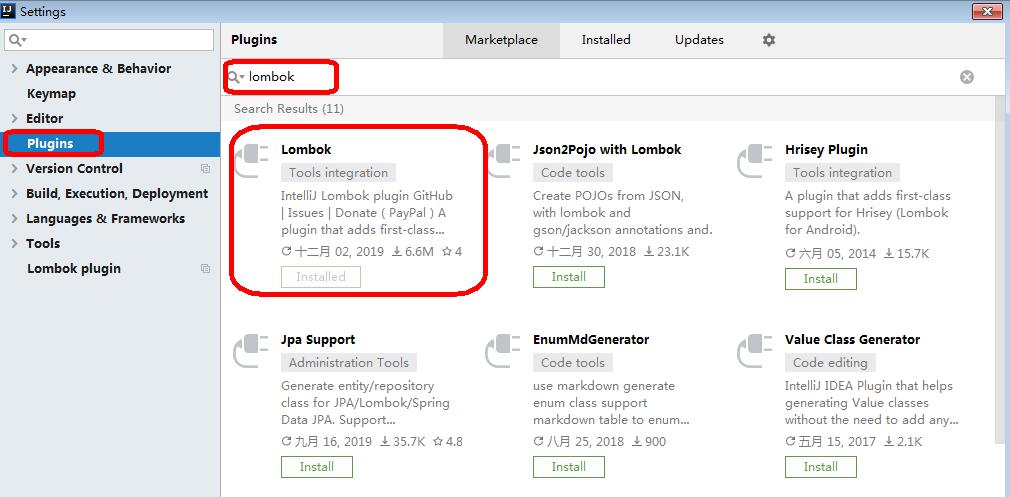 IJ Settings
Plugins Marketplace Installed Updates
lombok
Appearance & Behavior
Keymap
Editor
Plugins
Version Control
Build, Execution, Deployment
Languages & Frameworks
Tools
Lombok plugin
Search Results (11)
Lombok
Tools integration
IntelliJ Lombok plugin GitHub
| Issues | Donate ( PayPal ) A
plugin that adds first-class...
十二月 02, 2019 6.6M 4
Installed
Json2Pojo with Lombok
Code tools
Create POJOs from JSON,
with lombok and
gson/jackson annotations and.
十二月 30, 2018 23.1K
Install
Hrisey Plugin
Tools integration
A plugin that adds first-class
support for Hrisey (Lombok
for Android).
六月 05, 2014 15.7K
Install
Jpa Support
Administration Tools
Generate entity/repository
class for JPA/Lombok/Spring
Data JPA. Support...
九月 16, 2019 35.7K 4.8
Install
EnumMdGenerator
Code tools
use markdown generate
enum class support
markdown table to enum...
八月 25, 2018 900
Install
Value Class Generator
Code editing
IntelliJ IDEA Plugin that helps
generating Value classes
without the need to add any...
五月 15, 2017 2.1K
Install